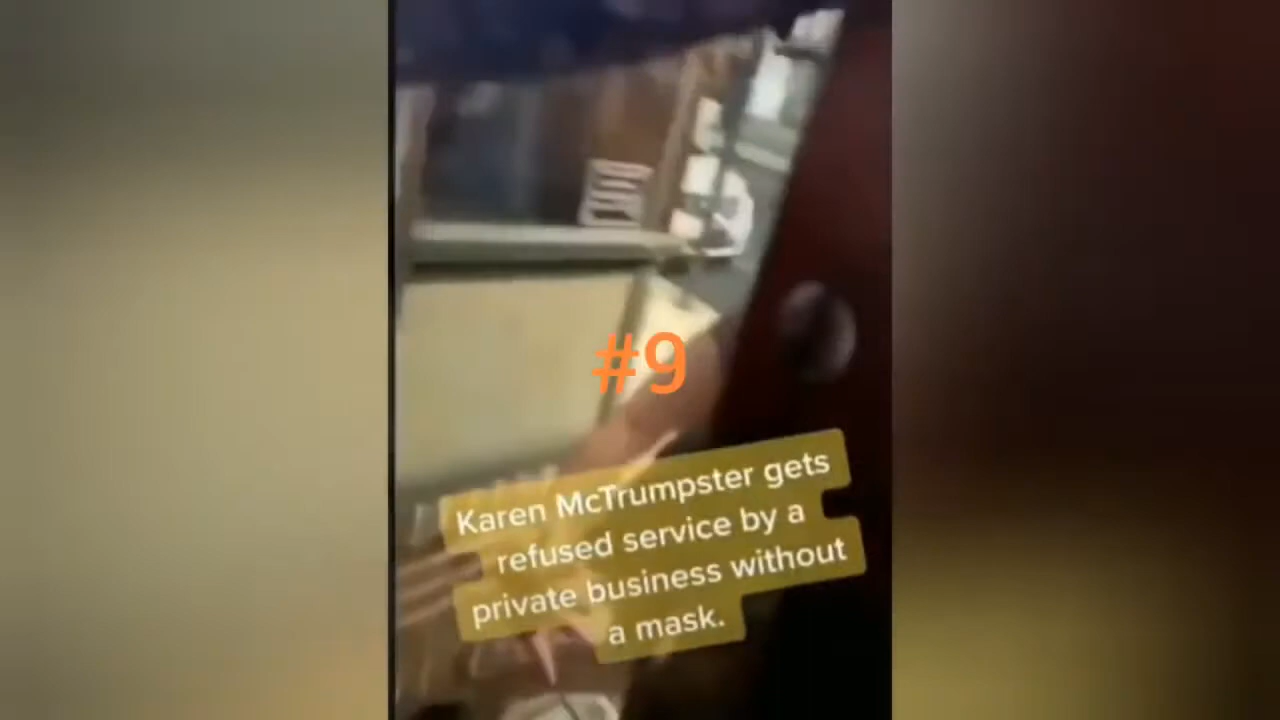 #9
Karen McTrumpster gets
refused service by a
private business without
a mask.